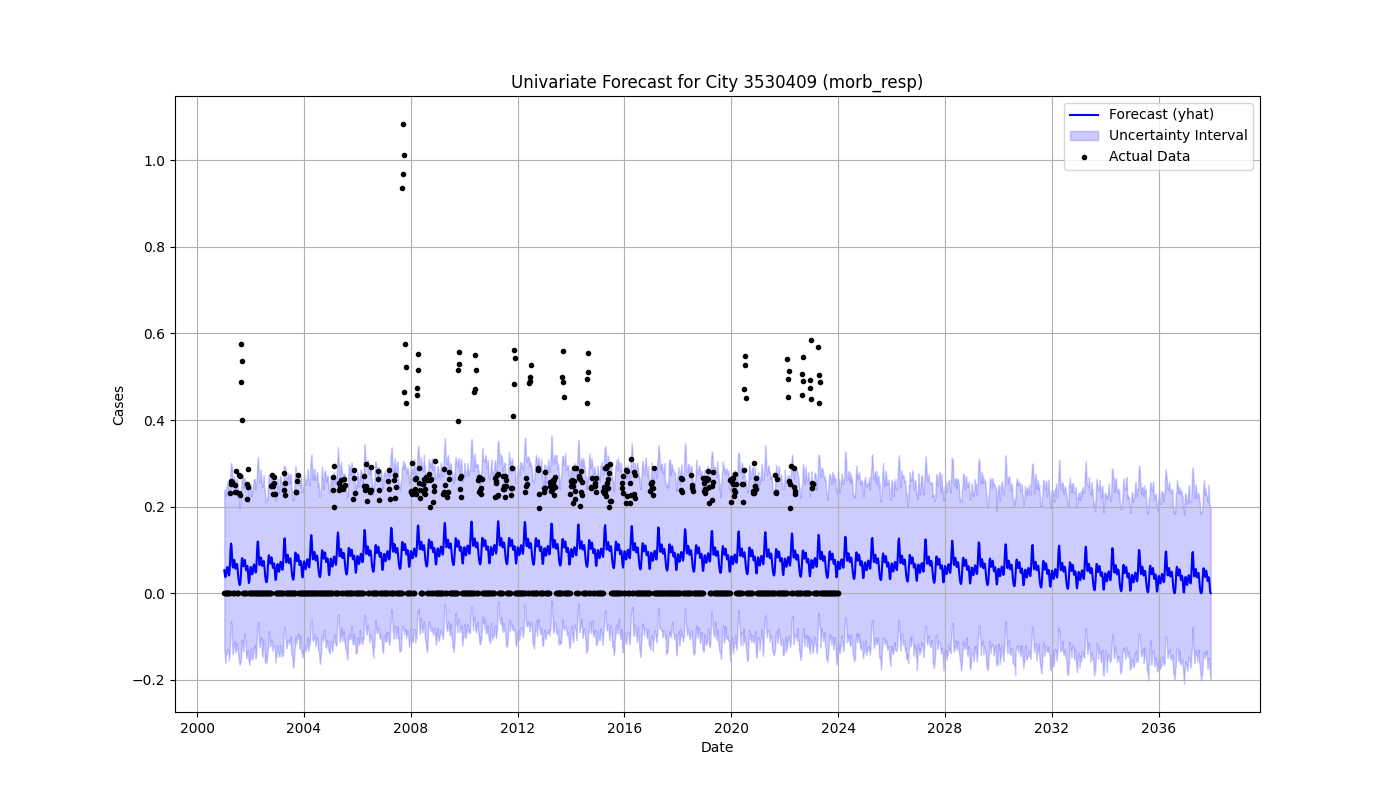 Univariate Forecast for City 3530409 (morb_resp)
Forecast (yhat)
Uncertainty Interval
Actual Data
Cases
1.0
0.8
0.6
0.4
0.2
0.0
−0.2
2000 2004 2008 2012 2016 2020 2024 2028 2032 2036
Date